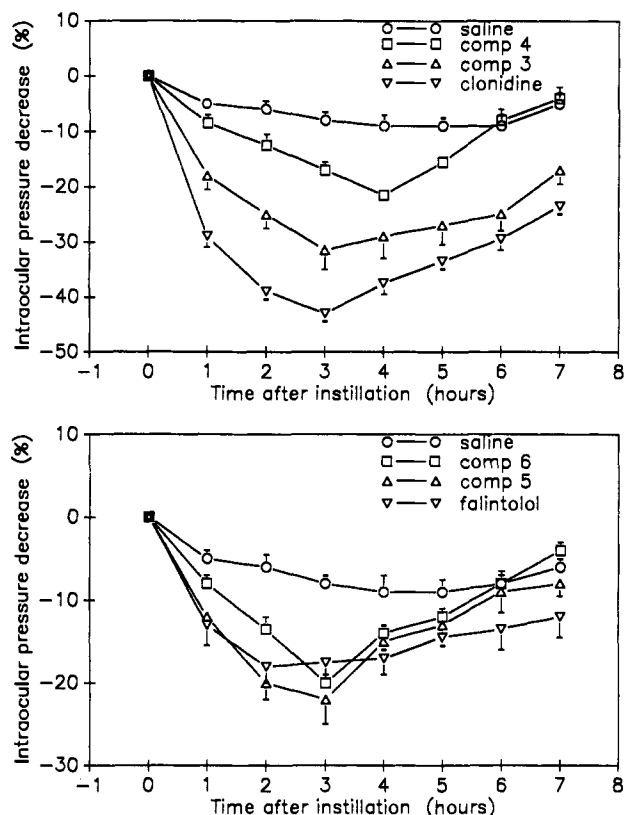 saline
comp 4
comp 3
clonidine
Intraocular pressure decrease (%)
10
0
-10
-20
-30
-40
-50
-1 0 1 2 3 4 5 6 7 8
Time after instillation (hours)
saline
comp 6
comp 5
falintolol
Intraocular pressure decrease (%)
10
0
-10
-20
-30
-1 0 1 2 3 4 5 6 7 8
Time after instillation (hours)